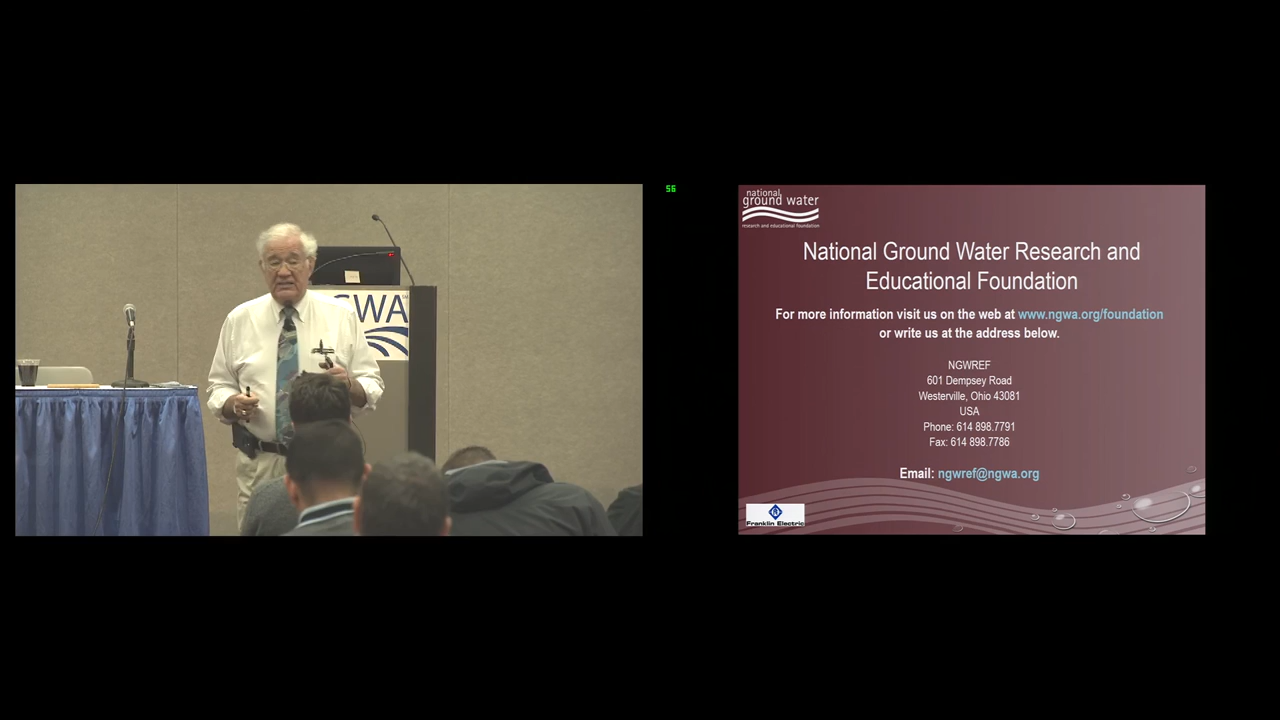 GWA
56
national
ground water
research and educational foundation
National Ground Water Research and
Educational Foundation
For more information visit us on the web at www.ngwa.org/foundation
or write us at the address below.
NGWREF
601 Dempsey Road
Westerville, Ohio 43081
USA
Phone: 614 898.7791
Fax: 614 898.7786
Email: ngwref@ngwa.org
Franklin Electric